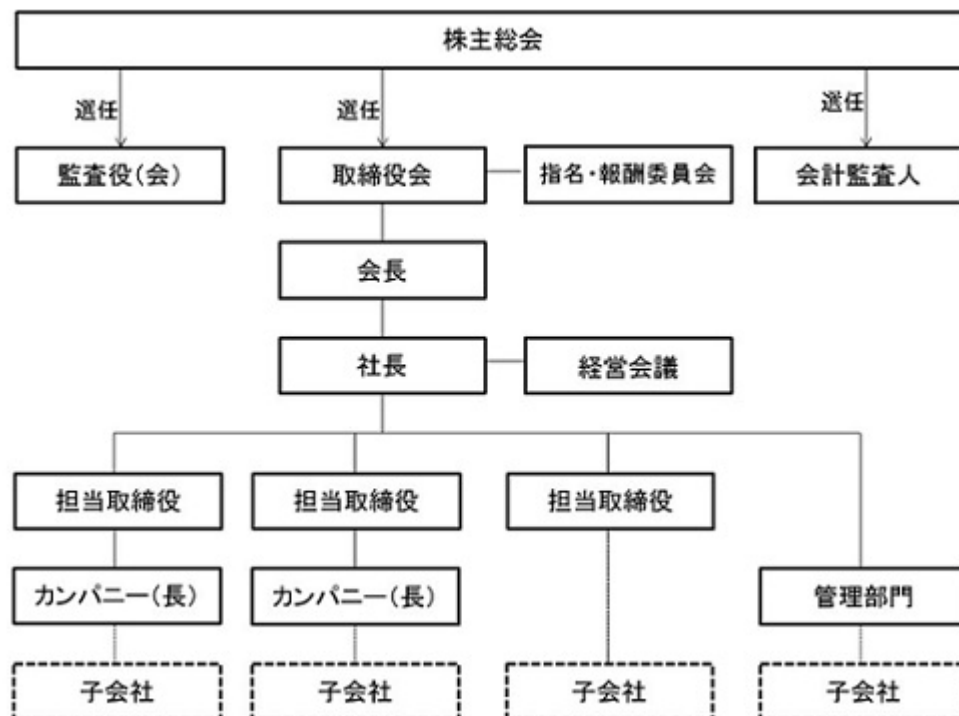 株主総会
選任
選任
選任
監査役(会)
取締役会
指名・報酬委員会
会計監査人
会長
社長
経営会議
担当取締役
担当取締役
担当取締役
カンパニー(長)
カンパニー(長)
管理部門
子会社
子会社
子会社
子会社